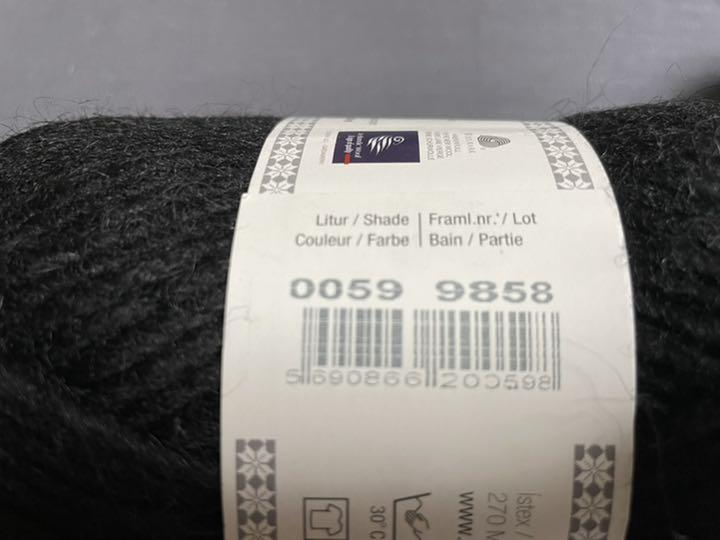 Litur / Shade | Framl.nr.'/ Lot
Couleur / Farbe | Bain / Partie
0059 9858
5 690866 200598
Ístex /
270 M
www.
30° C